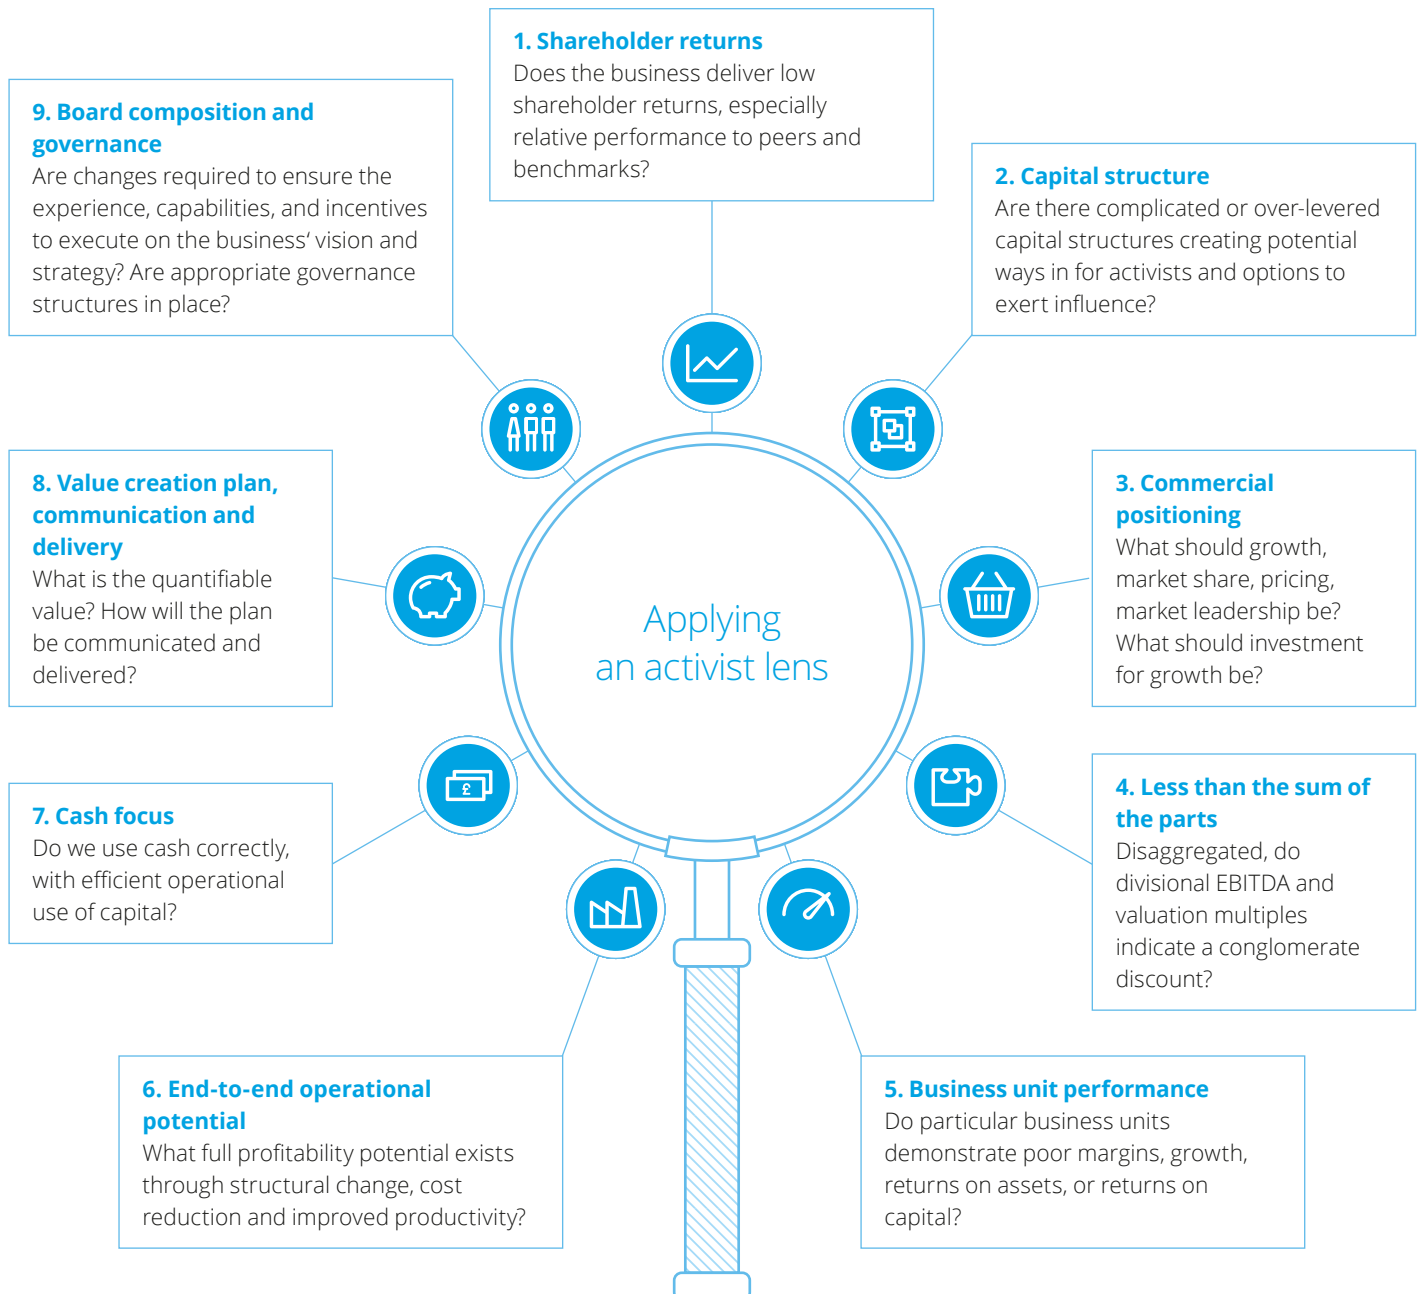 1. Shareholder returns
Does the business deliver low
shareholder returns, especially
relative performance to peers and
benchmarks?
2. Capital structure
Are there complicated or over-levered
capital structures creating potential
ways in for activists and options to
exert influence?
3. Commercial
positioning
What should growth,
market share, pricing,
market leadership be?
What should investment
for growth be?
4. Less than the sum of
the parts
Disaggregated, do
divisional EBITDA and
valuation multiples
indicate a conglomerate
discount?
5. Business unit performance
Do particular business units
demonstrate poor margins, growth,
returns on assets, or returns on
capital?
6. End-to-end operational
potential
What full profitability potential exists
through structural change, cost
reduction and improved productivity?
7. Cash focus
Do we use cash correctly,
with efficient operational
use of capital?
8. Value creation plan,
communication and
delivery
What is the quantifiable
value? How will the plan
be communicated and
delivered?
9. Board composition and
governance
Are changes required to ensure the
experience, capabilities, and incentives
to execute on the business’ vision and
strategy? Are appropriate governance
structures in place?
Applying
an activist lens
£